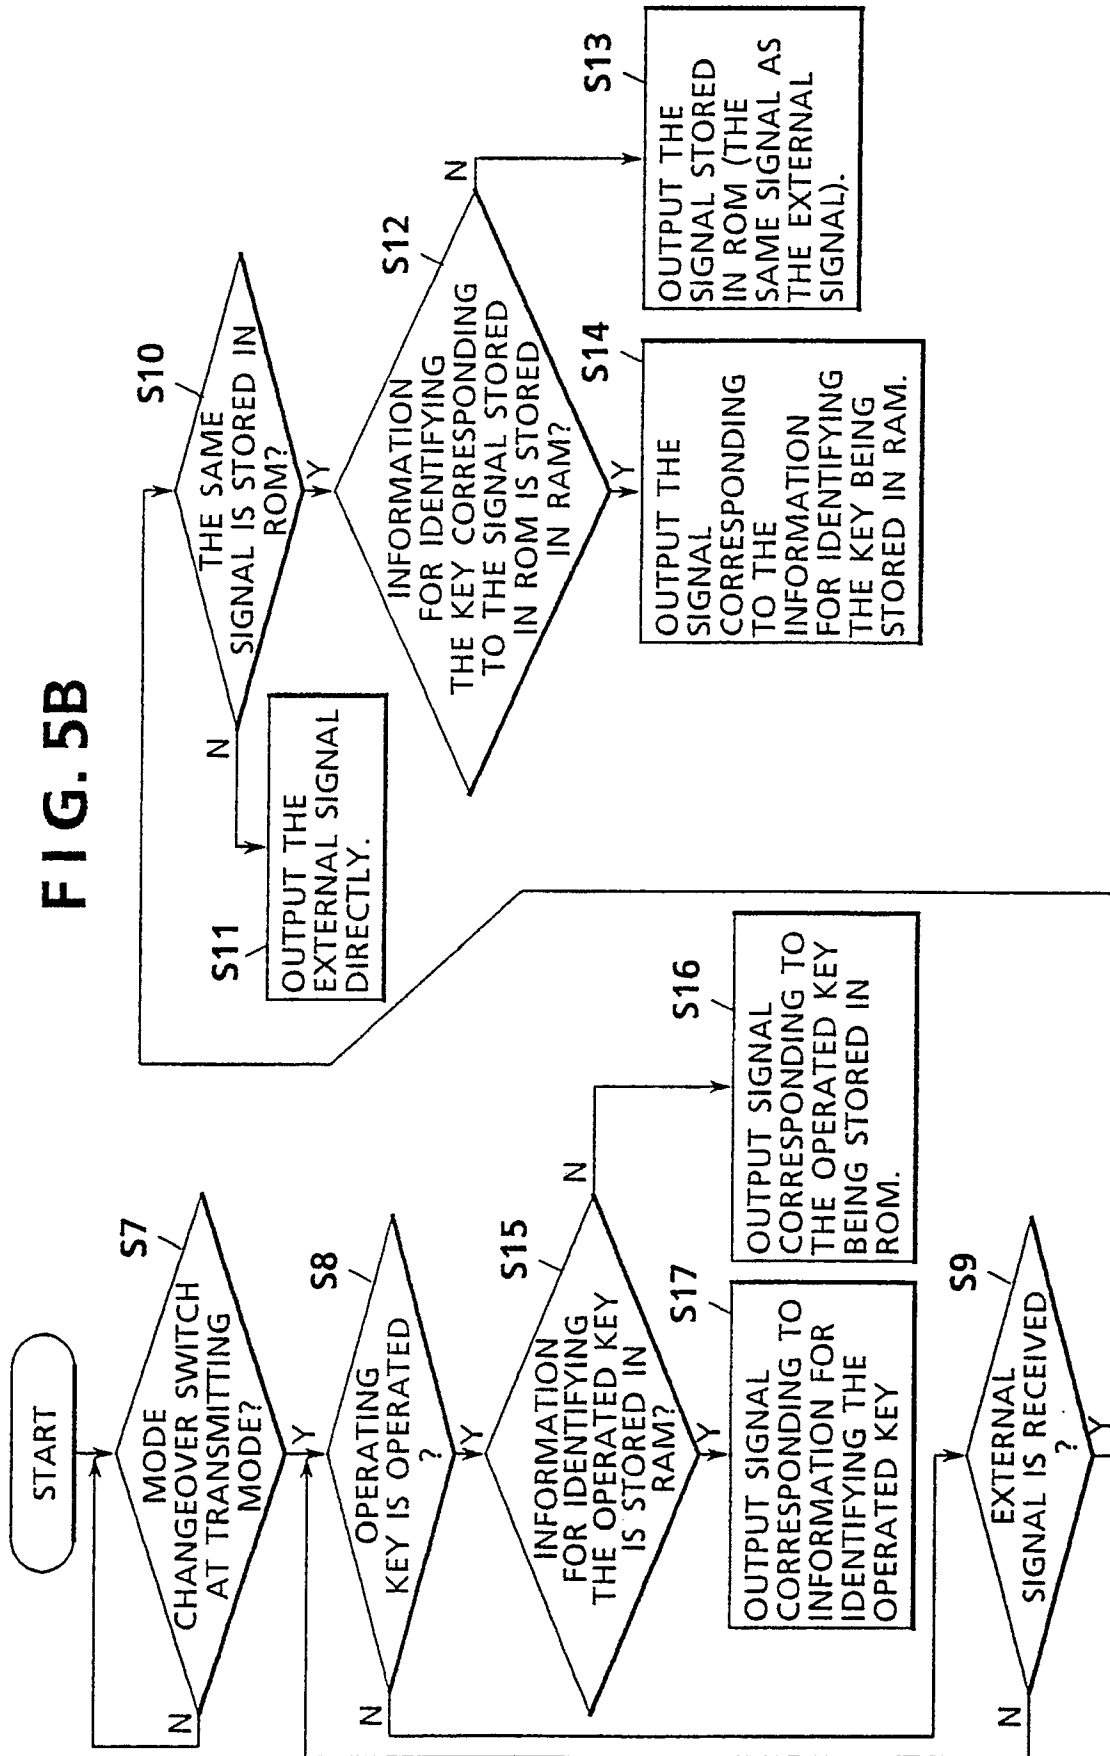 FIG. 5B
START
S7
MODE
CHANGEOVER SWITCH
AT TRANSMITTING
MODE?
N
Y
S8
OPERATING
KEY IS OPERATED
?
N
Y
S15
INFORMATION
FOR IDENTIFYING
THE OPERATED KEY
IS STORED IN
RAM?
N
Y
S16
OUTPUT SIGNAL
CORRESPONDING TO
THE OPERATED KEY
BEING STORED IN
ROM.
S17
OUTPUT SIGNAL
CORRESPONDING TO
INFORMATION FOR
IDENTIFYING THE
OPERATED KEY
S9
EXTERNAL
SIGNAL IS RECEIVED
?
N
Y
S10
THE SAME
SIGNAL IS STORED IN
ROM?
N
Y
S11
OUTPUT THE
EXTERNAL SIGNAL
DIRECTLY.
S12
INFORMATION
FOR IDENTIFYING
THE KEY CORRESPONDING
TO THE SIGNAL STORED
IN ROM IS STORED
IN RAM?
N
Y
S13
OUTPUT THE
SIGNAL STORED
IN ROM (THE
SAME SIGNAL AS
THE EXTERNAL
SIGNAL).
S14
OUTPUT THE
SIGNAL
CORRESPONDING
TO THE
INFORMATION
FOR IDENTIFYING
THE KEY BEING
STORED IN RAM.